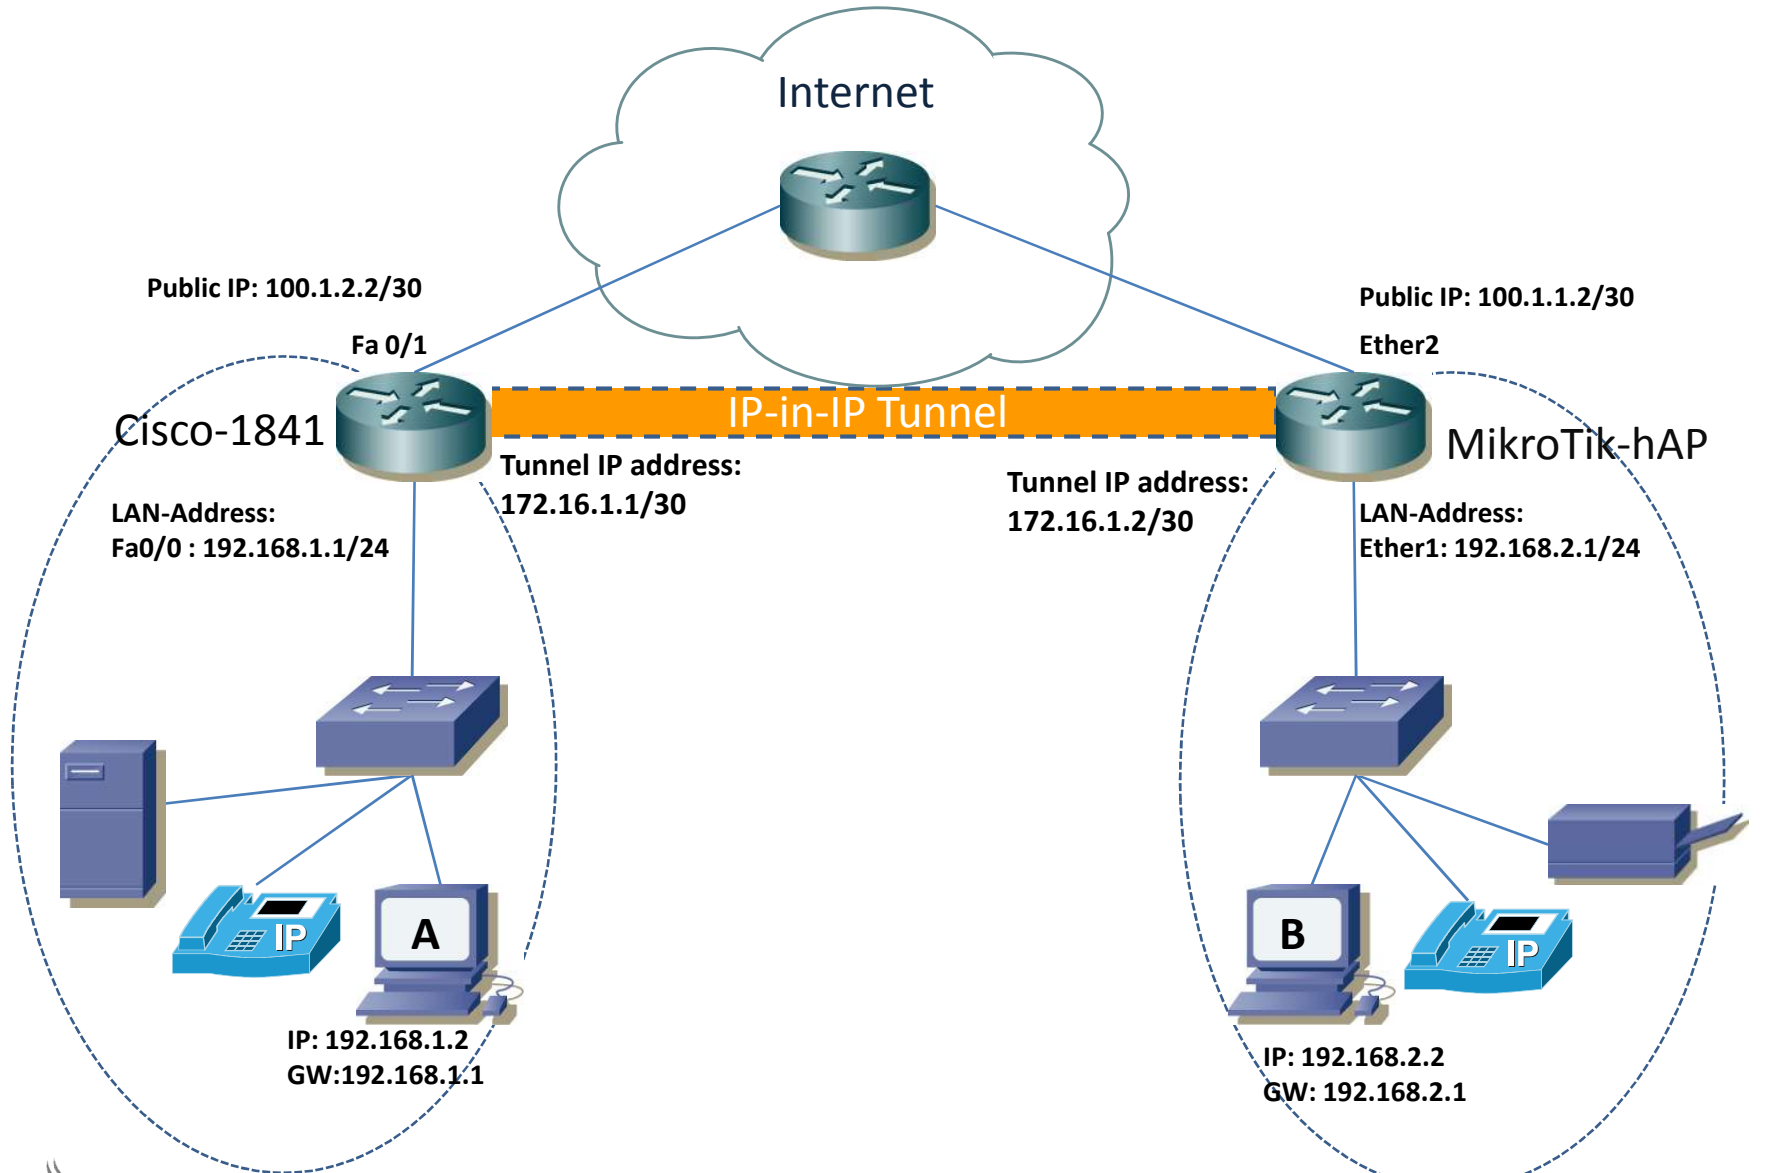 Internet
Public IP: 100.1.2.2/30
Public IP: 100.1.1.2/30
Fa 0/1
Ether2
IP-in-IP Tunnel
Cisco-1841
MikroTik-hAP
Tunnel IP address:
172.16.1.1/30
Tunnel IP address:
172.16.1.2/30
LAN-Address:
Fa0/0 : 192.168.1.1/24
LAN-Address:
Ether1: 192.168.2.1/24
IP
A
B
IP
IP: 192.168.1.2
GW:192.168.1.1
IP: 192.168.2.2
GW: 192.168.2.1